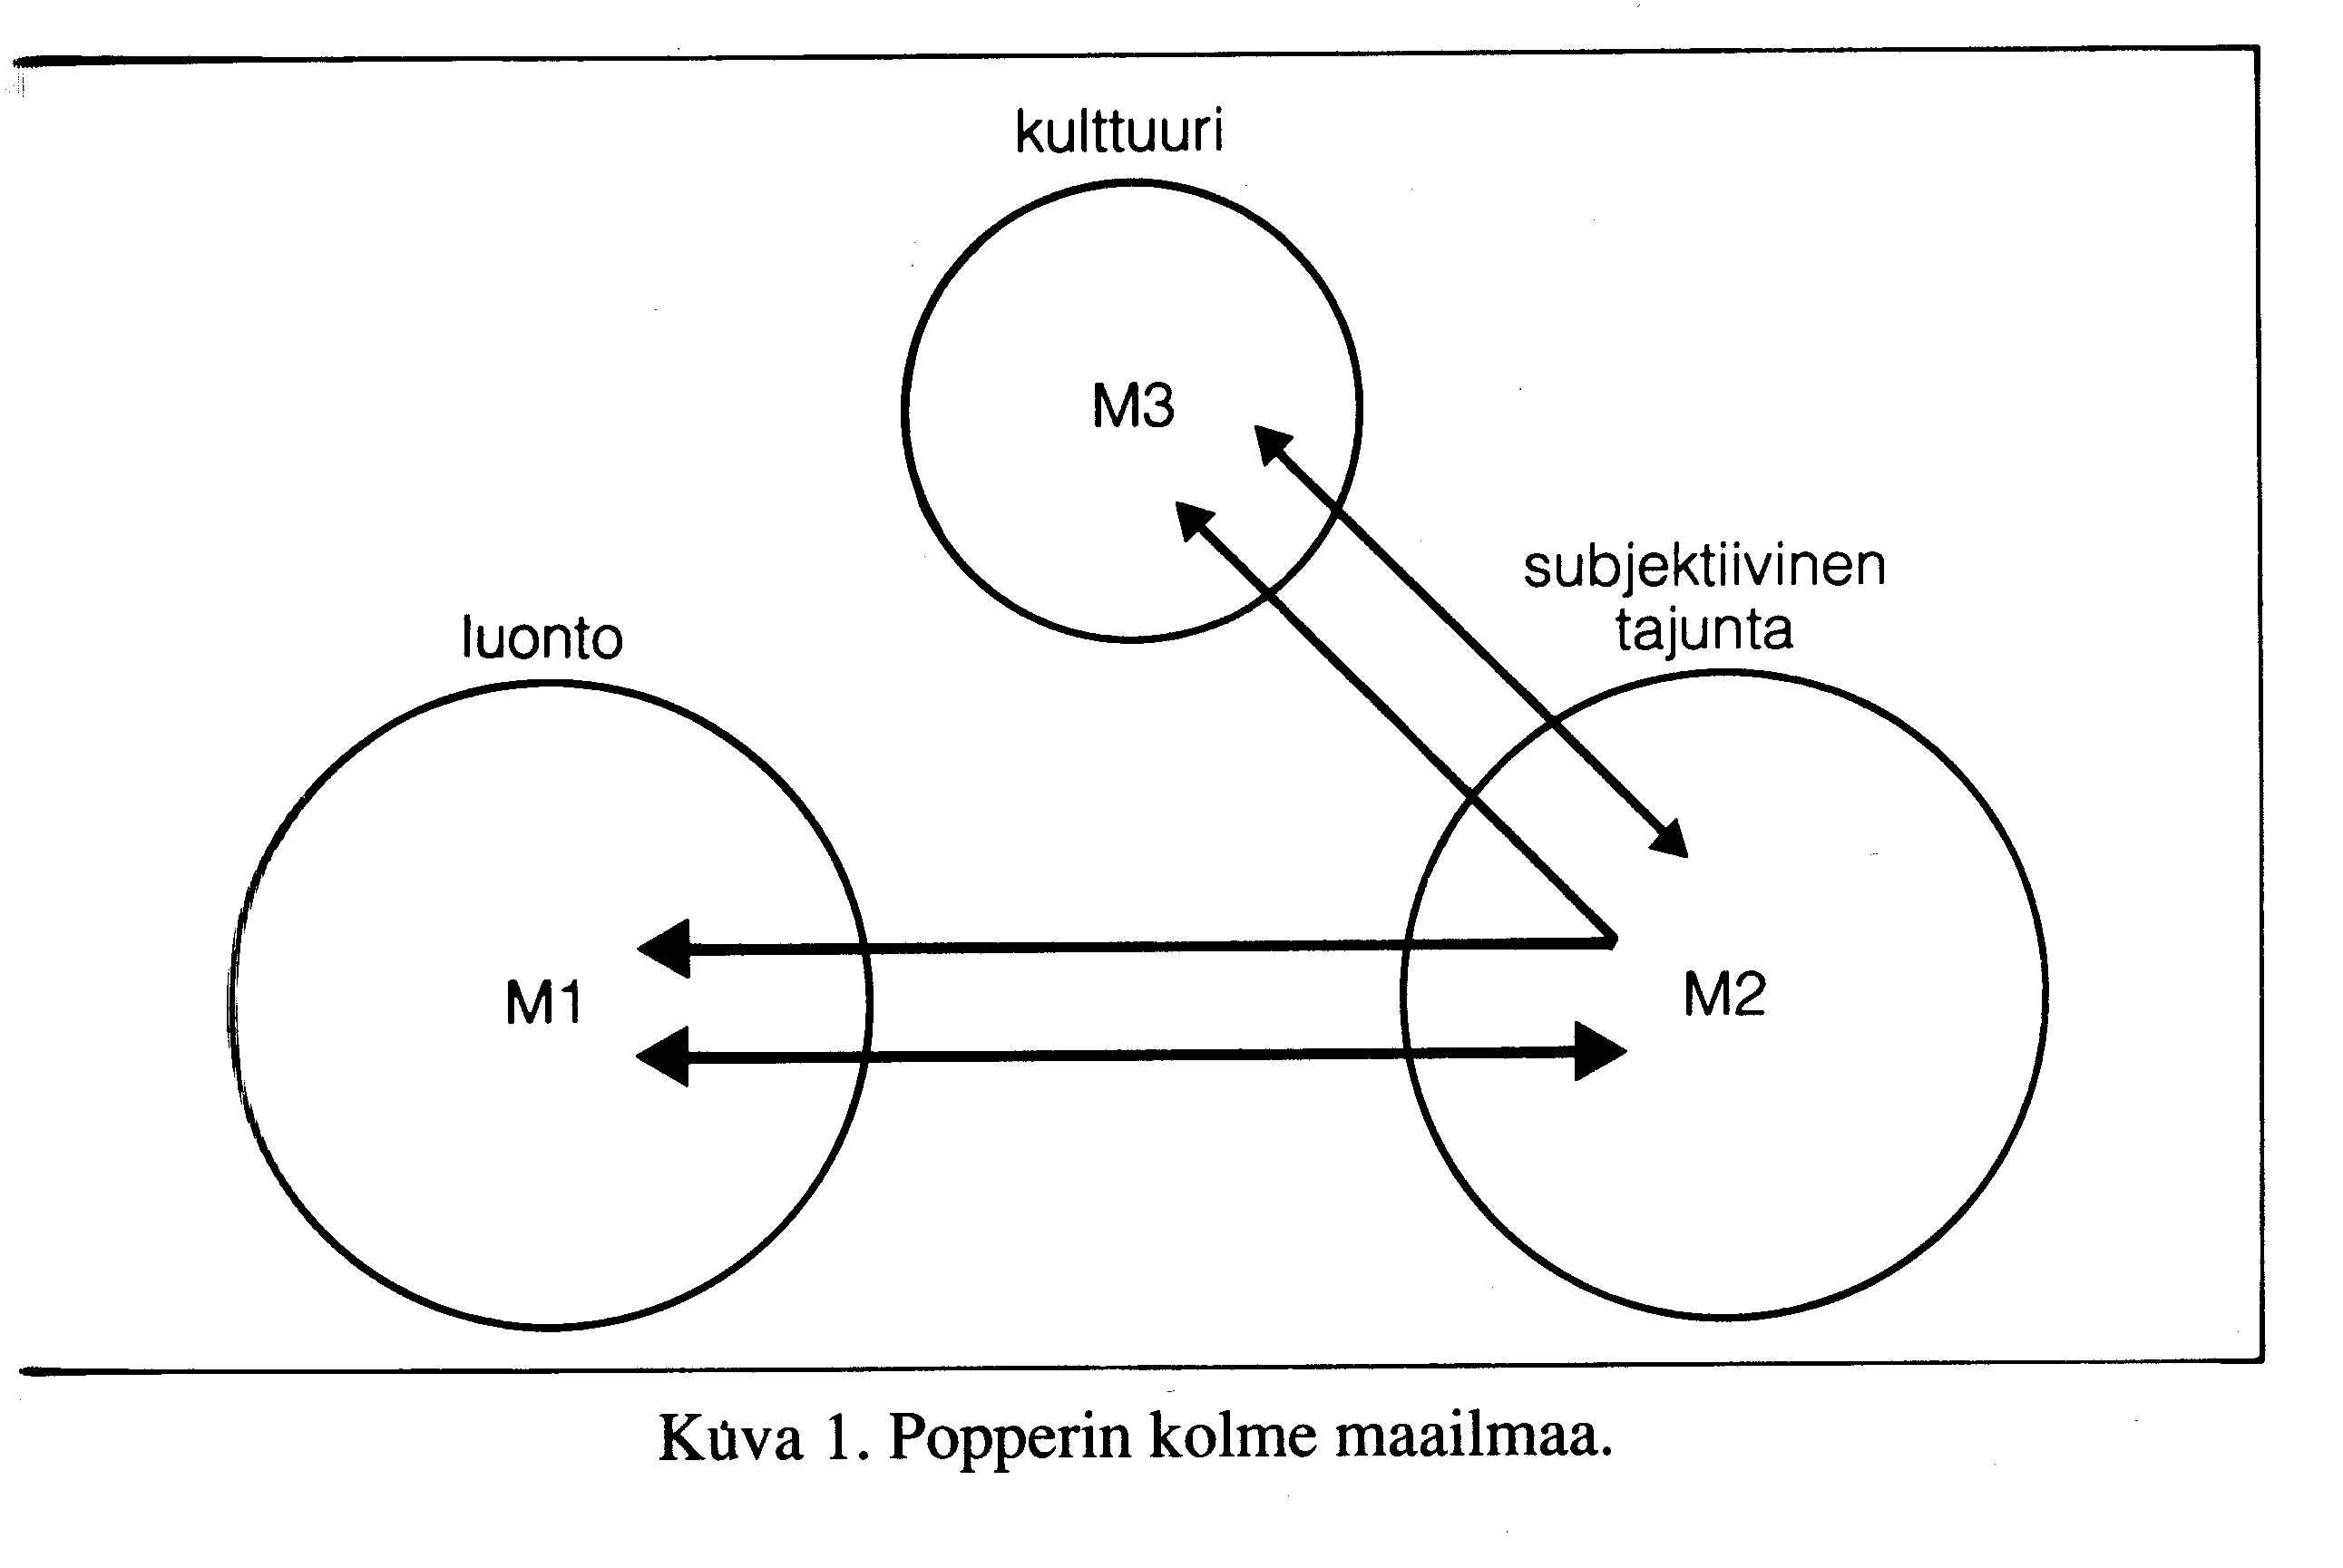 kulttuuri
M3
subjektiivinen
tajunta
luonto
M1
M2
Kuva 1. Popperin kolme maailmaa.